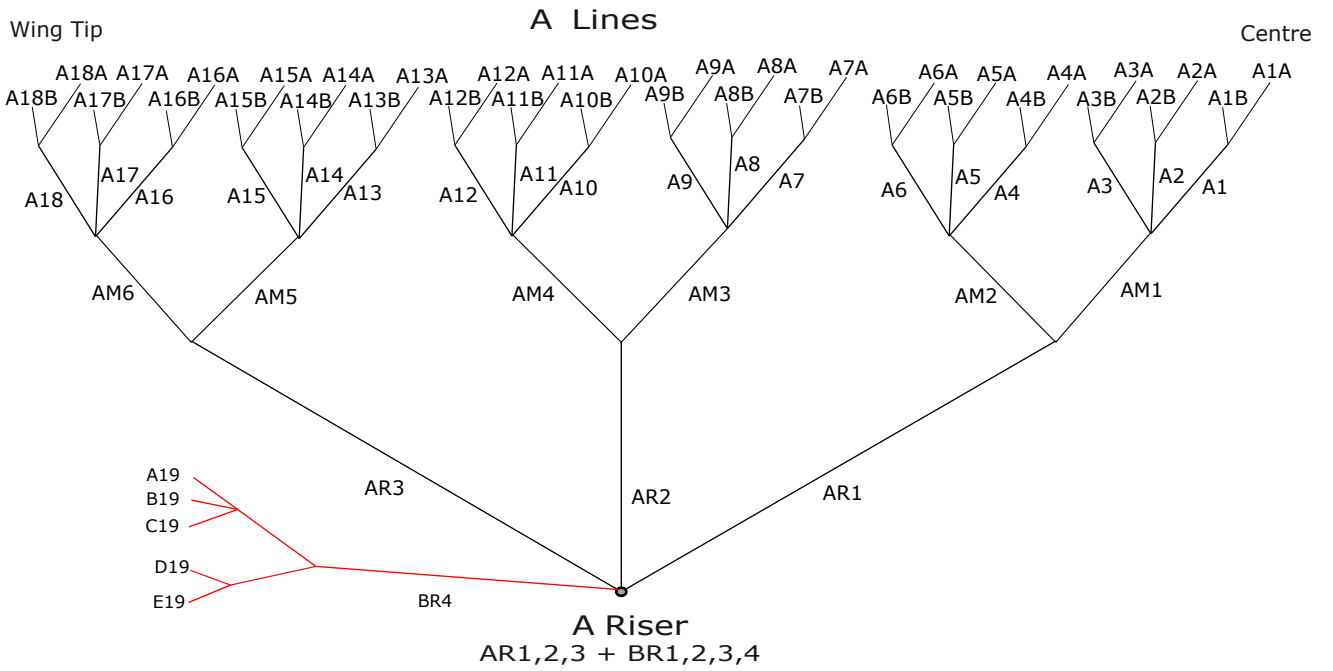 A Lines
Wing Tip
Centre
A18A A17A A16A A15A A14A A13A A12A A11A A10A A9A A8A A7A A6A A5A A4A A3A A2A A1A
A18B A17B A16B A15B A14B A13B A12B A11B A10B A9B A8B A7B A6B A5B A4B A3B A2B A1B
A18 A17 A16 A15 A14 A13 A12 A11 A10 A9 A8 A7 A6 A5 A4 A3 A2 A1
AM6 AM5 AM4 AM3 AM2 AM1
AR3 AR2 AR1
A19
B19
C19
D19
E19
BR4
A Riser
AR1,2,3 + BR1,2,3,4